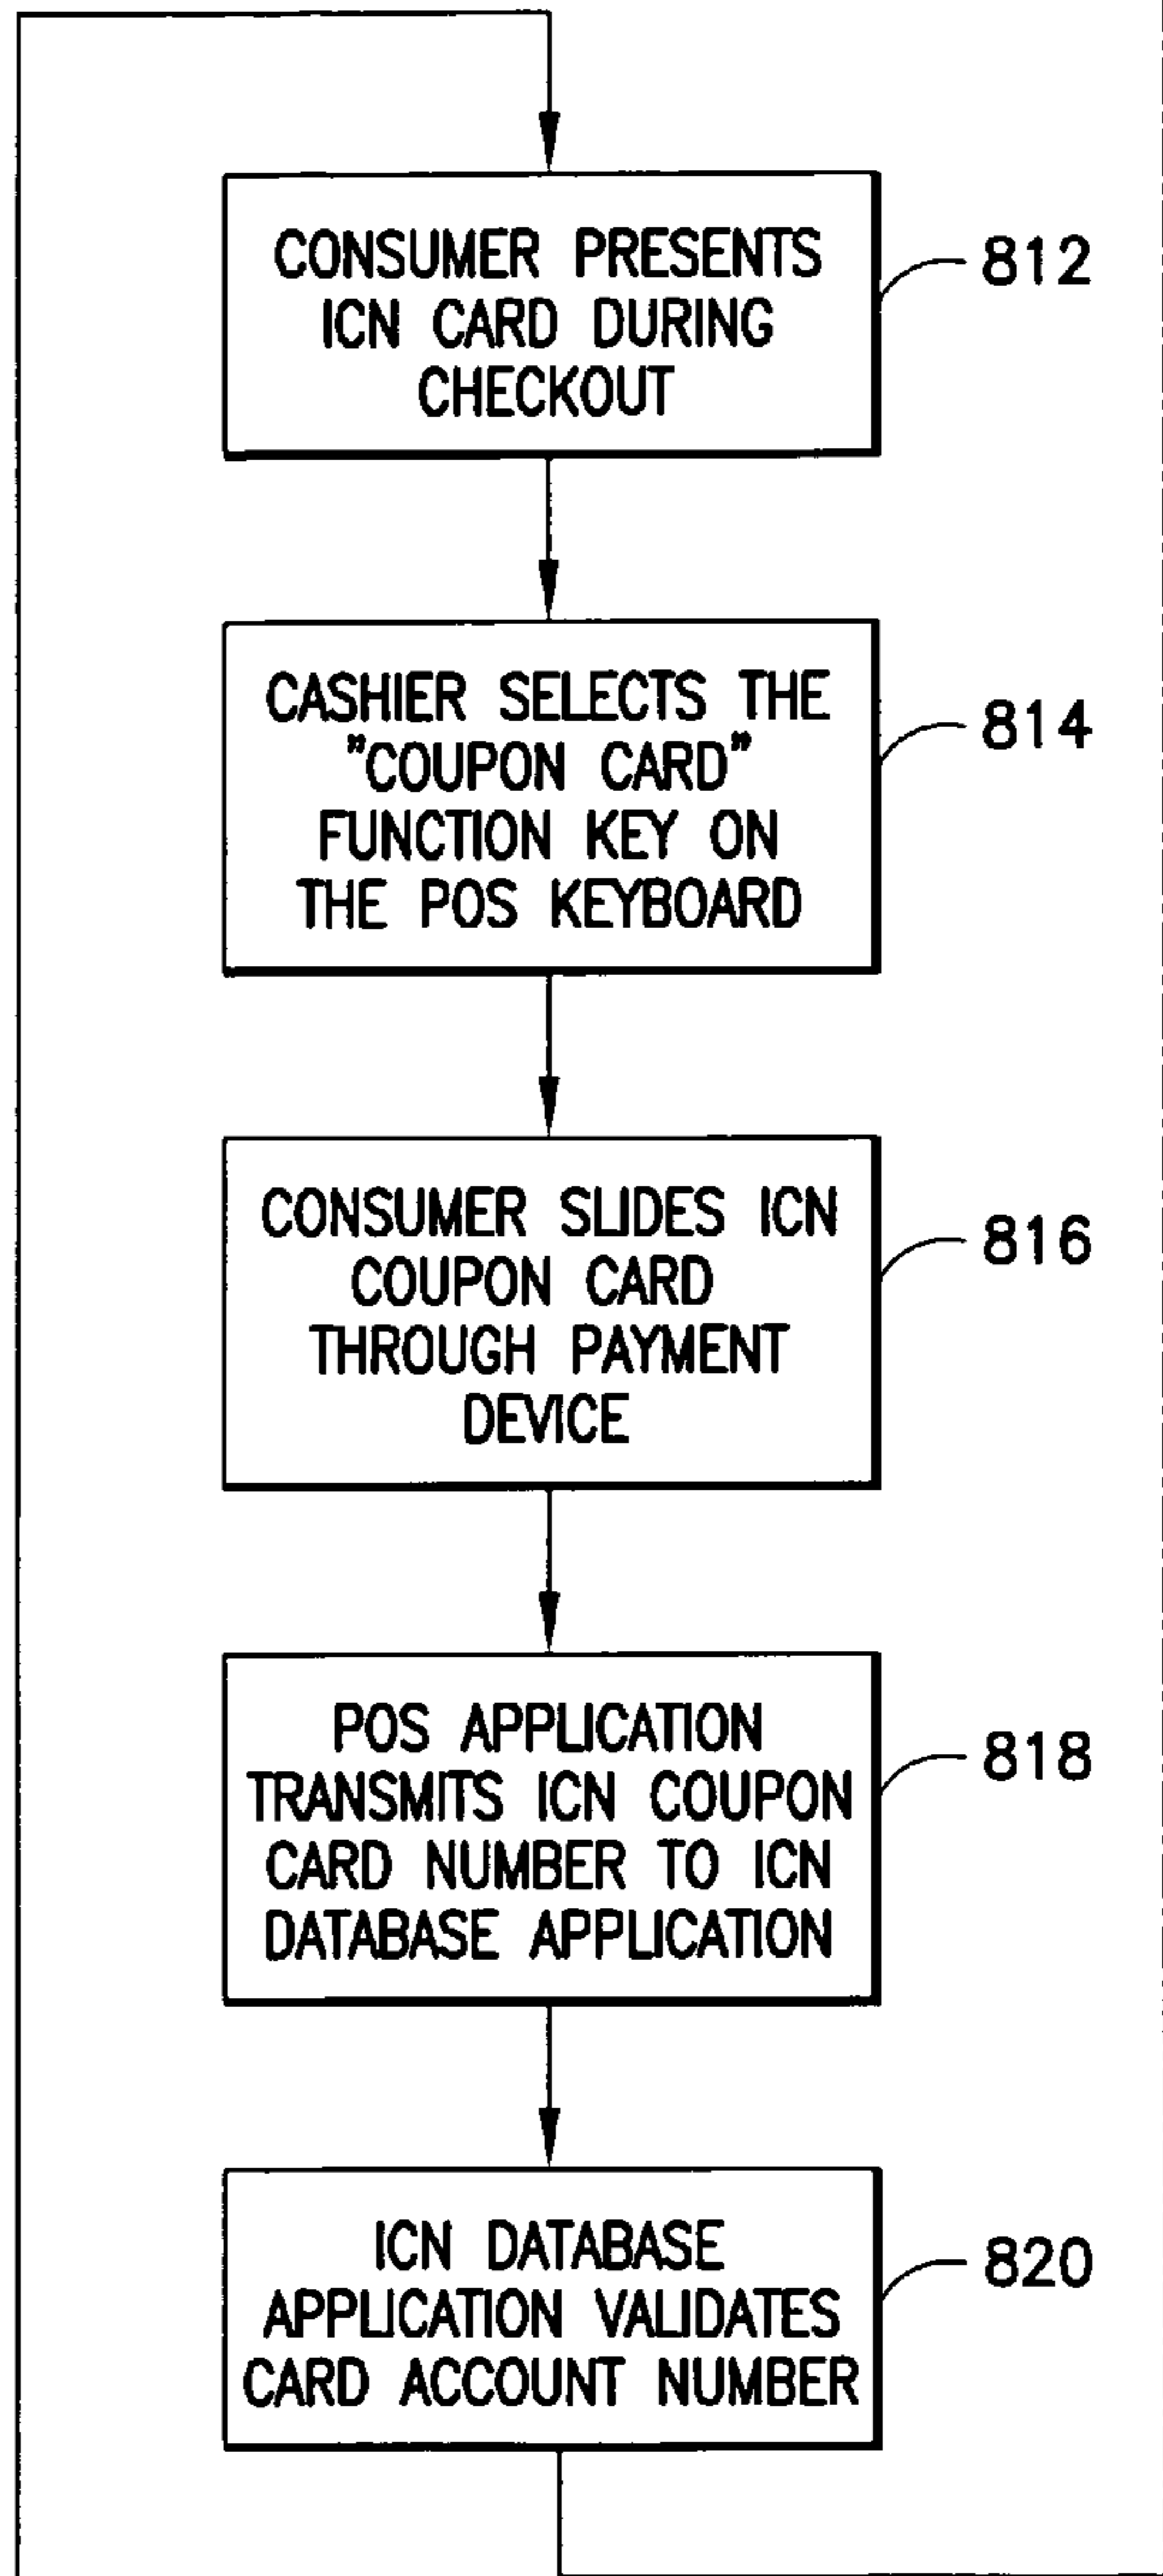 CONSUMER PRESENTS
ICN CARD DURING
CHECKOUT
812
CASHIER SELECTS THE
"COUPON CARD"
FUNCTION KEY ON
THE POS KEYBOARD
814
CONSUMER SLIDES ICN
COUPON CARD
THROUGH PAYMENT
DEVICE
816
POS APPLICATION
TRANSMITS ICN COUPON
CARD NUMBER TO ICN
DATABASE APPLICATION
818
ICN DATABASE
APPLICATION VALIDATES
CARD ACCOUNT NUMBER
820